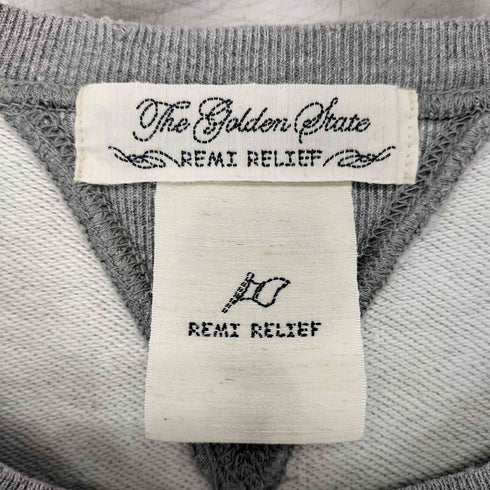 The Golden State
REMI RELIEF
REMI RELIEF